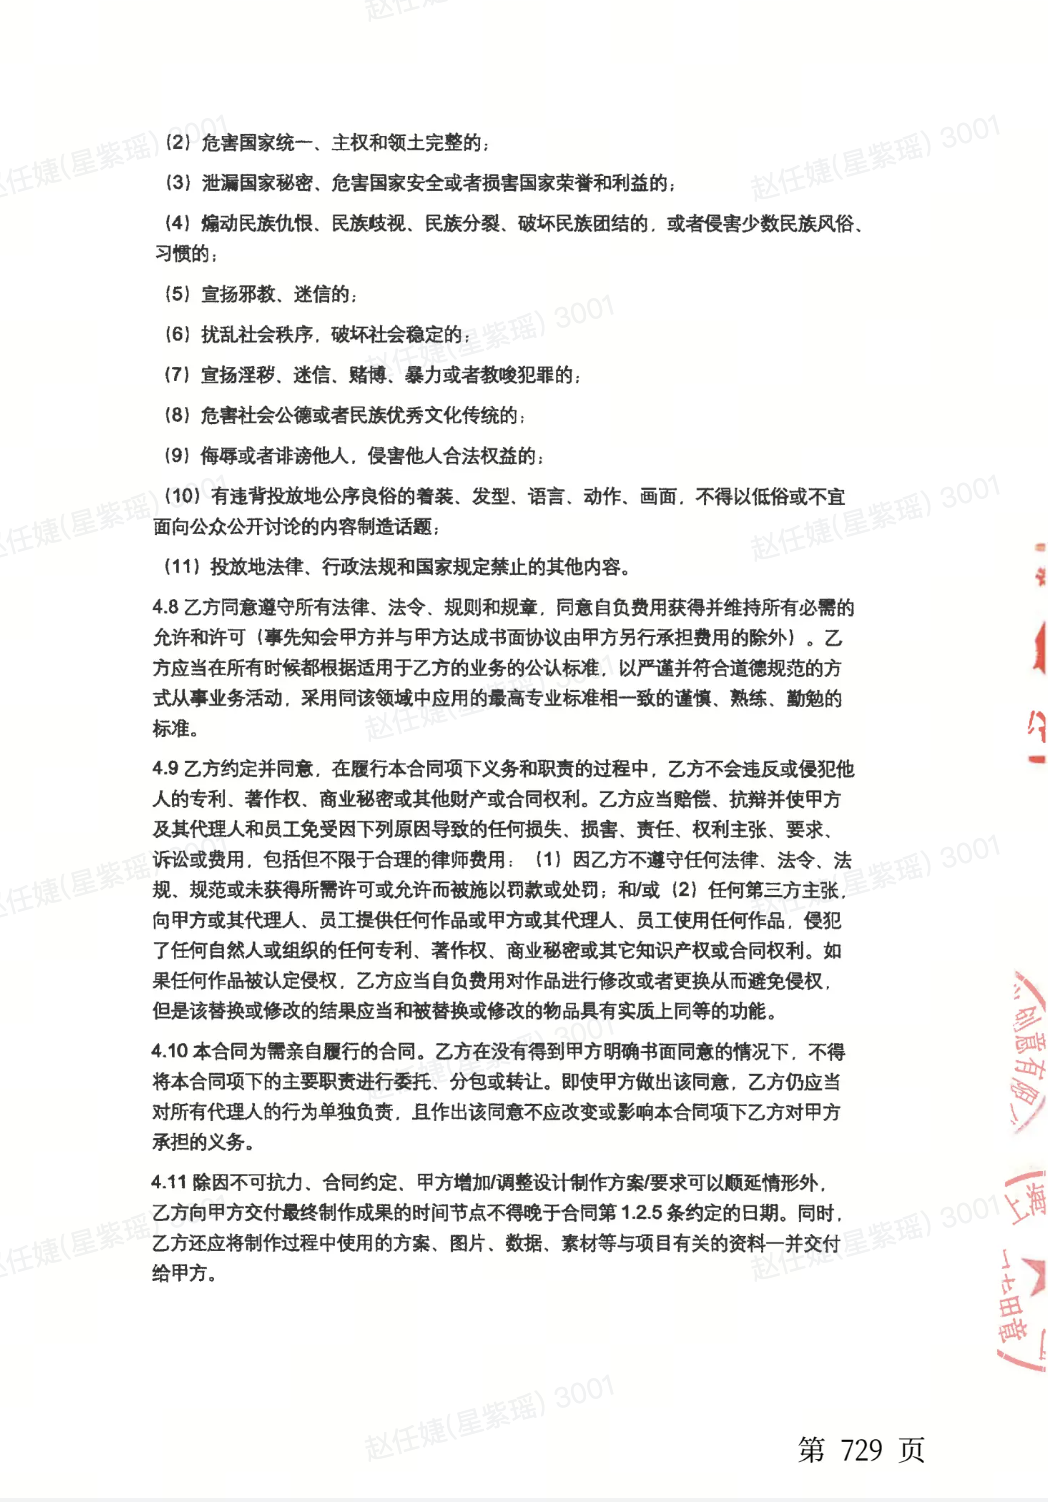 （2）危害国家统一、主权和领土完整的；
（3）泄漏国家秘密、危害国家安全或者损害国家荣誉和利益的；
（4）煽动民族仇恨、民族歧视、民族分裂、破坏民族团结的，或者侵害少数民族风俗、
习惯的；
（5）宣扬邪教、迷信的；
（6）扰乱社会秩序，破坏社会稳定的；
（7）宣扬淫秽、迷信、赌博、暴力或者教唆犯罪的；
（8）危害社会公德或者民族优秀文化传统的；
（9）侮辱或者诽谤他人，侵害他人合法权益的；
（10）有违背投放地公序良俗的着装、发型、语言、动作、画面，不得以低俗或不宜
面向公众公开讨论的内容制造话题；
（11）投放地法律、行政法规和国家规定禁止的其他内容。
4.8 乙方同意遵守所有法律、法令、规则和规章，同意自负费用获得并维持所有必需的
允许和许可（事先知会甲方并与甲方达成书面协议由甲方另行承担费用的除外）。乙
方应当在所有时候都根据适用于乙方的业务的公认标准，以严谨并符合道德规范的方
式从事业务活动，采用同该领域中应用的最高专业标准相一致的谨慎、熟练、勤勉的
标准。
4.9 乙方约定并同意，在履行本合同项下义务和职责的过程中，乙方不会违反或侵犯他
人的专利、著作权、商业秘密或其他财产或合同权利。乙方应当赔偿、抗辩并使甲方
及其代理人和员工免受因下列原因导致的任何损失、损害、责任、权利主张、要求、
诉讼或费用，包括但不限于合理的律师费用：（1）因乙方不遵守任何法律、法令、法
规、规范或未获得所需许可或允许而被施以罚款或处罚；和/或（2）任何第三方主张，
向甲方或其代理人、员工提供任何作品或甲方或其代理人、员工使用任何作品，侵犯
了任何自然人或组织的任何专利、著作权、商业秘密或其它知识产权或合同权利。如
果任何作品被认定侵权，乙方应当自负费用对作品进行修改或者更换从而避免侵权，
但是该替换或修改的结果应当和被替换或修改的物品具有实质上同等的功能。
4.10 本合同为需亲自履行的合同。乙方在没有得到甲方明确书面同意的情况下，不得
将本合同项下的主要职责进行委托、分包或转让。即使甲方做出该同意，乙方仍应当
对所有代理人的行为单独负责，且作出该同意不应改变或影响本合同项下乙方对甲方
承担的义务。
4.11 除因不可抗力、合同约定、甲方增加/调整设计制作方案/要求可以顺延情形外，
乙方向甲方交付最终制作成果的时间节点不得晚于合同第 1.2.5 条约定的日期。同时，
乙方还应将制作过程中使用的方案、图片、数据、素材等与项目有关的资料一并交付
给甲方。
创意有限
上海
赵任婕(星紫瑶) 3001
第 729 页